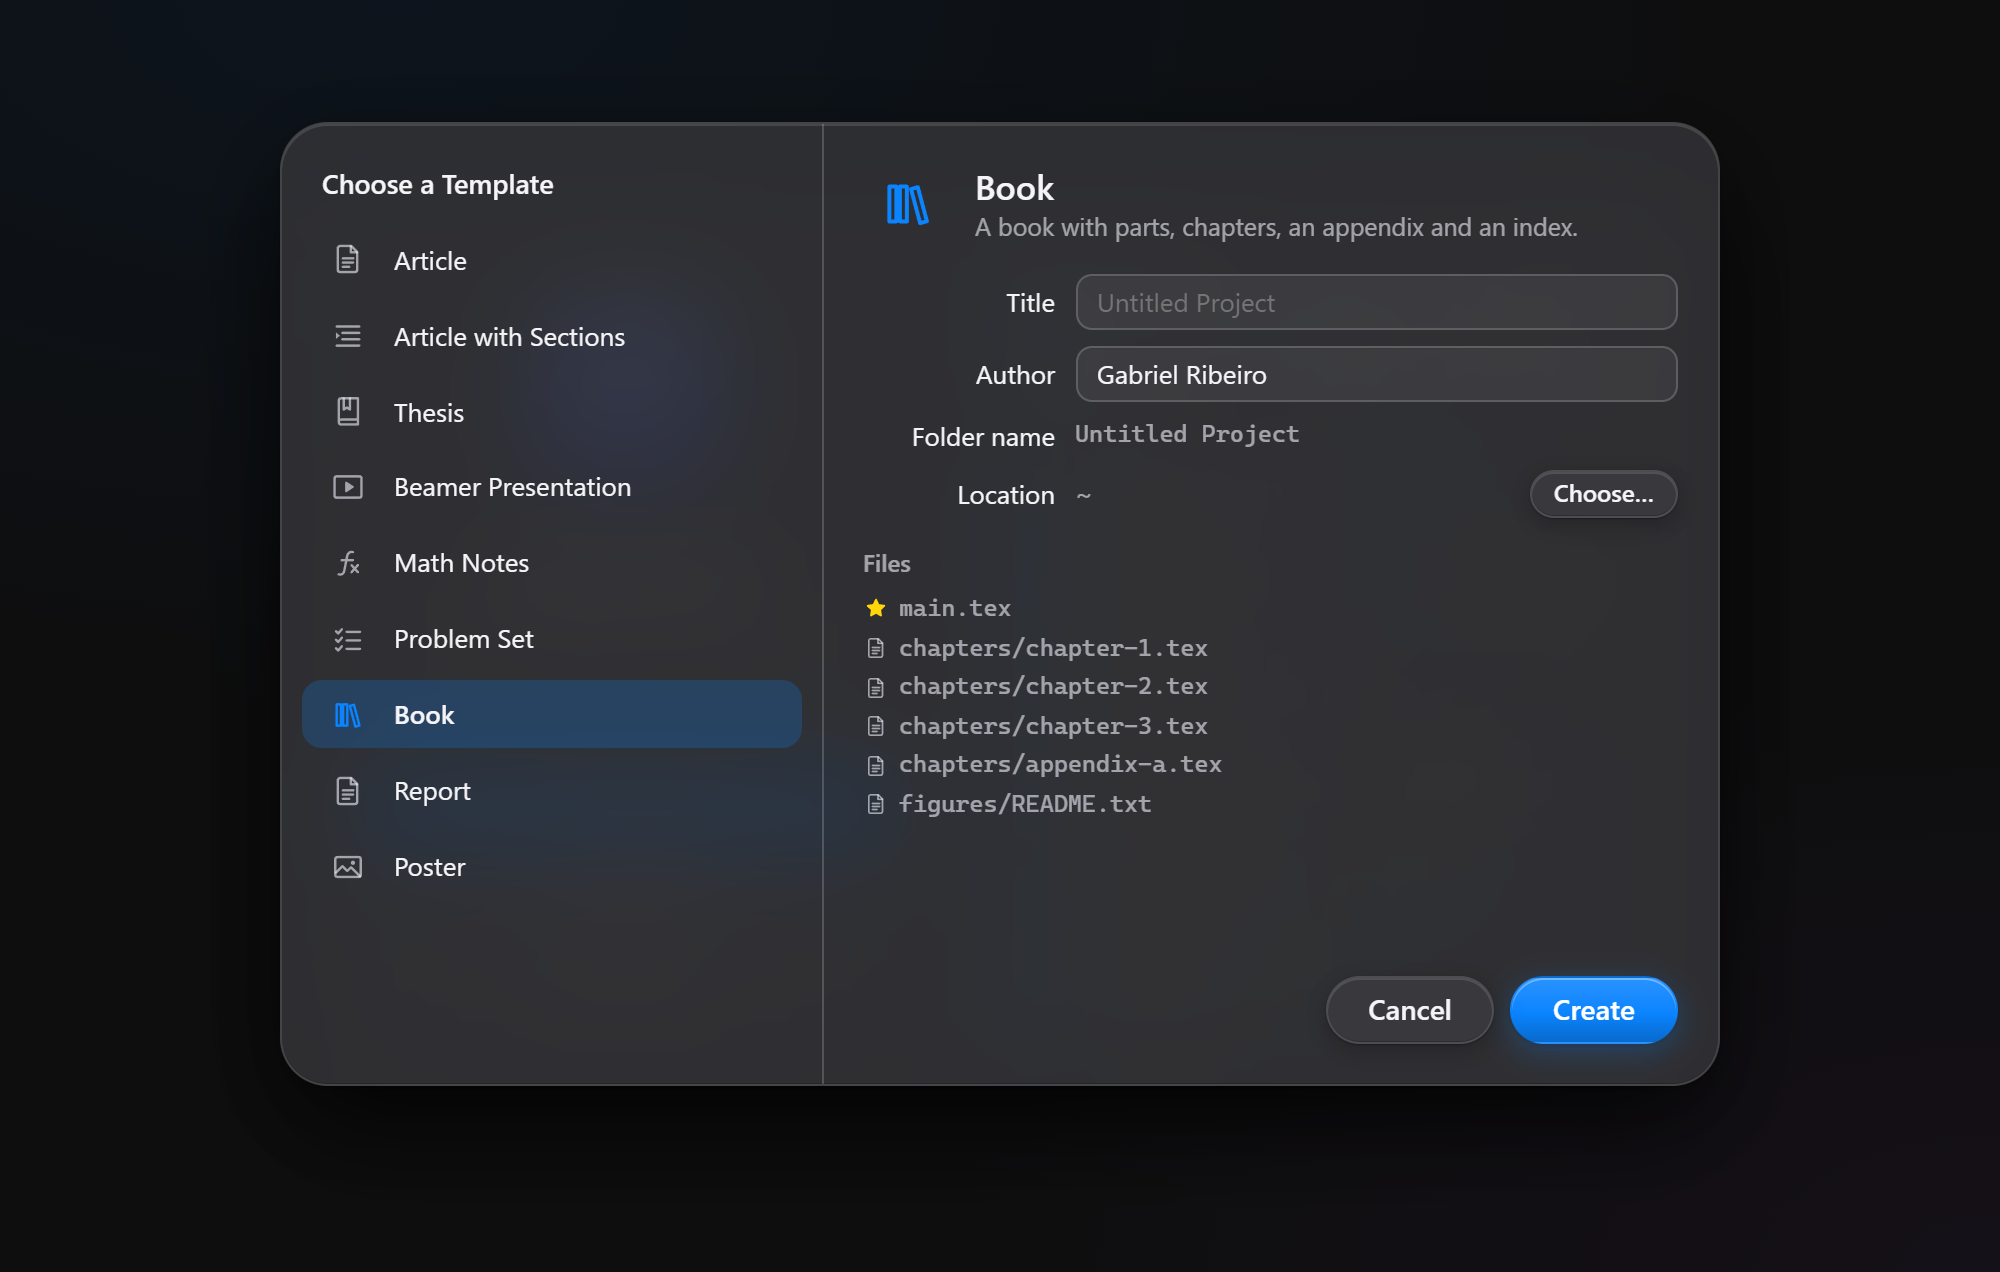 Choose a Template
Article
Article with Sections
Thesis
Beamer Presentation
Math Notes
Problem Set
Book
Report
Poster
Book
A book with parts, chapters, an appendix and an index.
Title Untitled Project
Author Gabriel Ribeiro
Folder name Untitled Project
Location ~ Choose...
Files
main.tex
chapters/chapter-1.tex
chapters/chapter-2.tex
chapters/chapter-3.tex
chapters/appendix-a.tex
figures/README.txt
Cancel Create